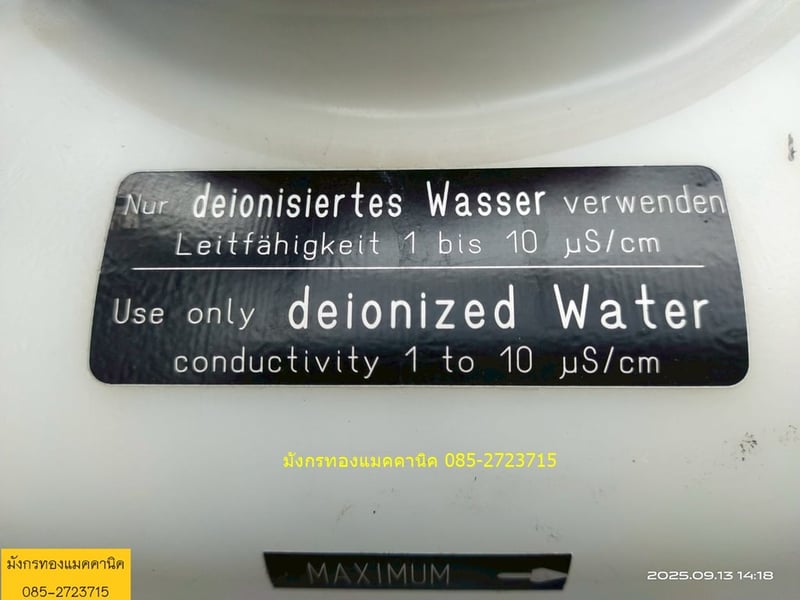 Nur deionisiertes Wasser verwenden
Leitfähigkeit 1 bis 10 µS/cm
Use only deionized Water
conductivity 1 to 10 µS/cm
มังกรทองแมคคานิค 085-2723715
MAXIMUM
มังกรทองแมคคานิค
085-2723715
2025.09.13 14:18